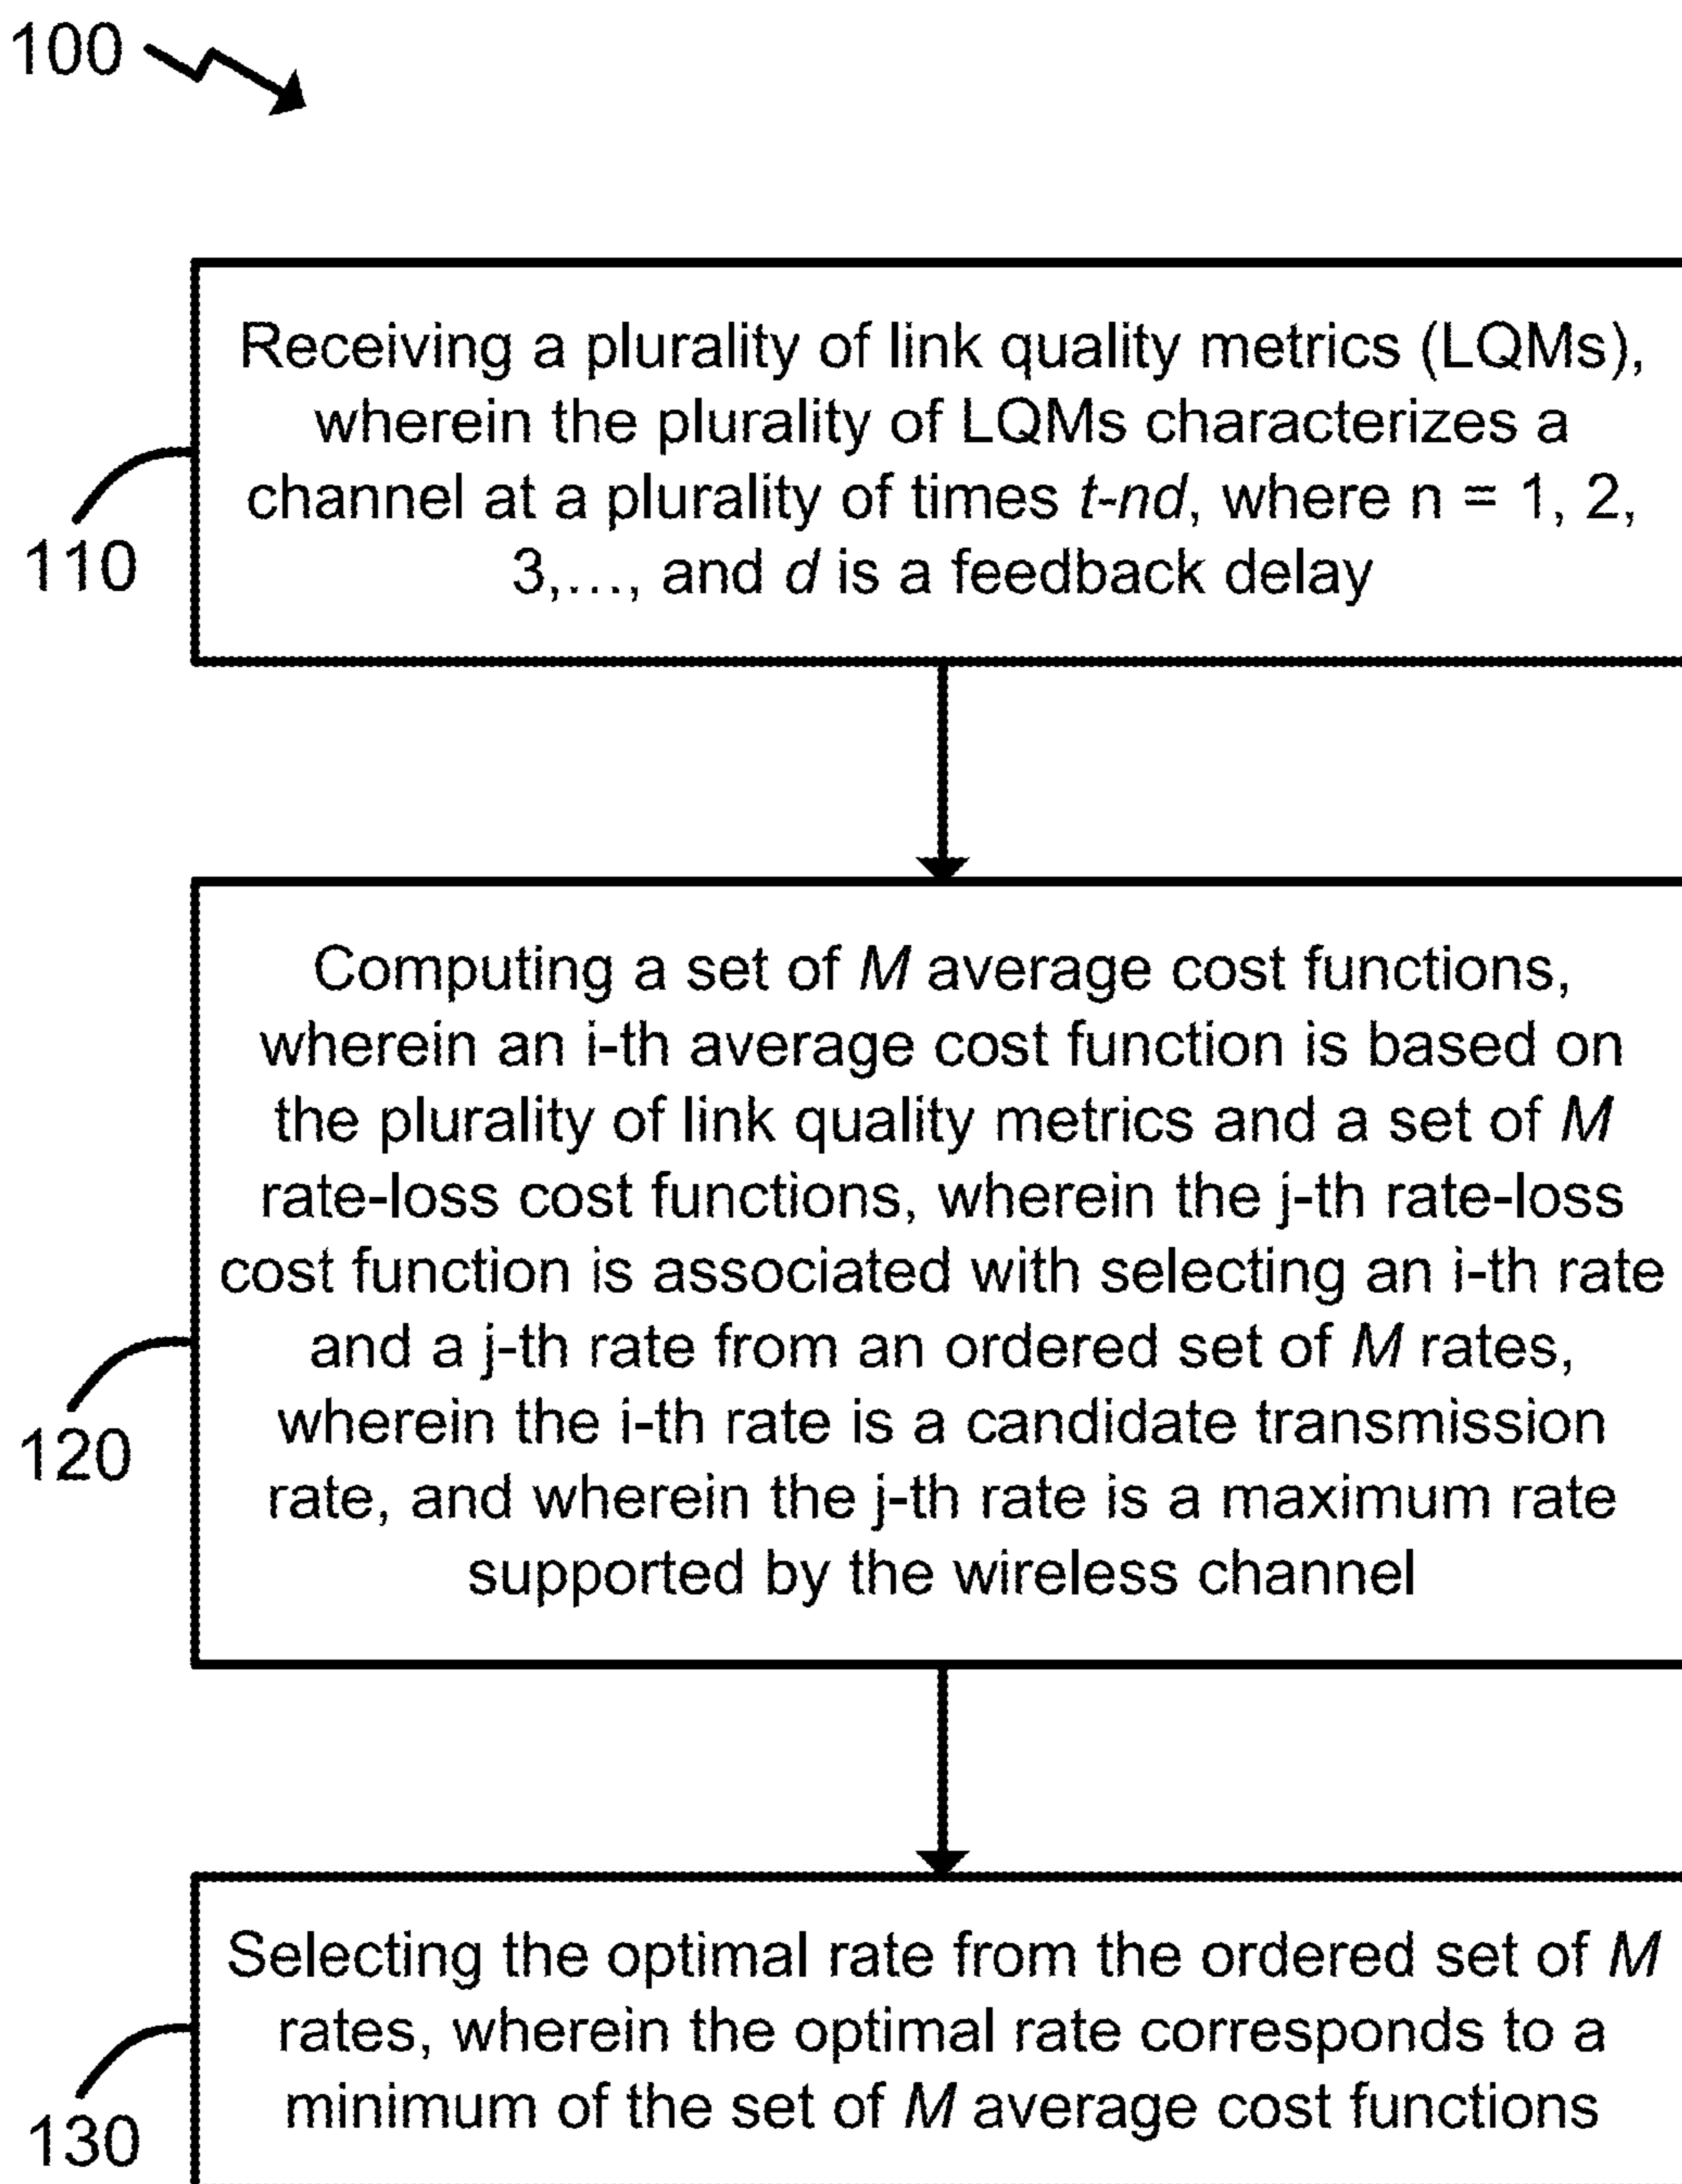 100
Receiving a plurality of link quality metrics (LQMs),
wherein the plurality of LQMs characterizes a
channel at a plurality of times t-nd, where n = 1, 2,
3,…, and d is a feedback delay
110
Computing a set of M average cost functions,
wherein an i-th average cost function is based on
the plurality of link quality metrics and a set of M
rate-loss cost functions, wherein the j-th rate-loss
cost function is associated with selecting an i-th rate
and a j-th rate from an ordered set of M rates,
wherein the i-th rate is a candidate transmission
rate, and wherein the j-th rate is a maximum rate
supported by the wireless channel
120
Selecting the optimal rate from the ordered set of M
rates, wherein the optimal rate corresponds to a
minimum of the set of M average cost functions
130